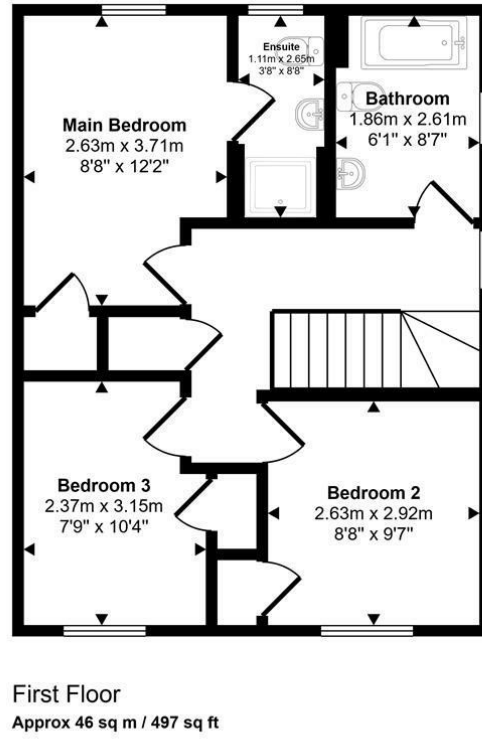 Ensuite
1.11m x 2.65m
3'8" x 8'8"
Bathroom
1.86m x 2.61m
6'1" x 8'7"
Main Bedroom
2.63m x 3.71m
8'8" x 12'2"
Bedroom 3
2.37m x 3.15m
7'9" x 10'4"
Bedroom 2
2.63m x 2.92m
8'8" x 9'7"
First Floor
Approx 46 sq m / 497 sq ft